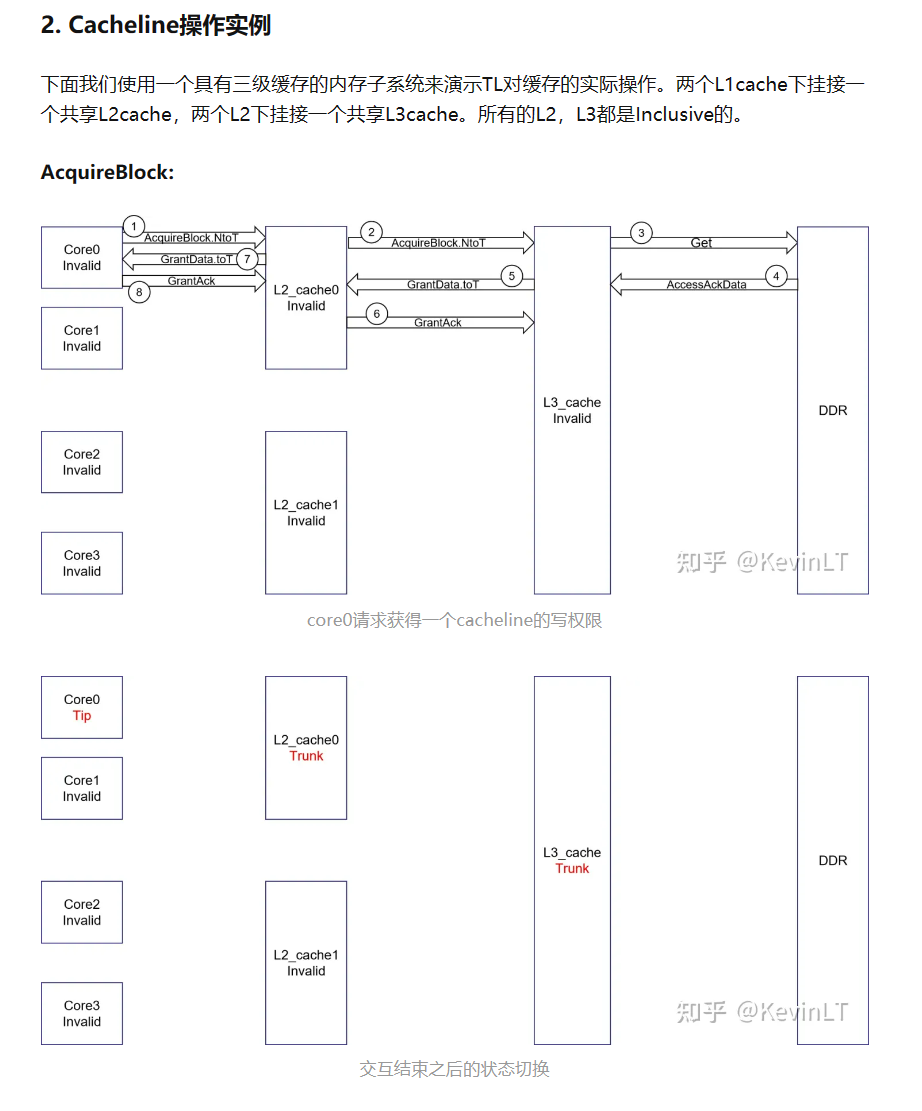 2. Cacheline操作实例
下面我们使用一个具有三级缓存的内存子系统来演示TL对缓存的实际操作。两个L1cache下挂接一
个共享L2cache，两个L2下挂接一个共享L3cache。所有的L2，L3都是Inclusive的。
AcquireBlock:
Core0
Invalid
1
AcquireBlock.NtoT
GrantData.toT
7
GrantAck
8
Core1
Invalid
L2_cache0
Invalid
2
AcquireBlock.NtoT
5
GrantData.toT
6
GrantAck
3
Get
4
AccessAckData
L3_cache
Invalid
DDR
Core2
Invalid
Core3
Invalid
L2_cache1
Invalid
知乎 @KevinLT
core0请求获得一个cacheline的写权限
Core0
Tip
Core1
Invalid
L2_cache0
Trunk
L3_cache
Trunk
DDR
Core2
Invalid
Core3
Invalid
L2_cache1
Invalid
知乎 @KevinLT
交互结束之后的状态切换